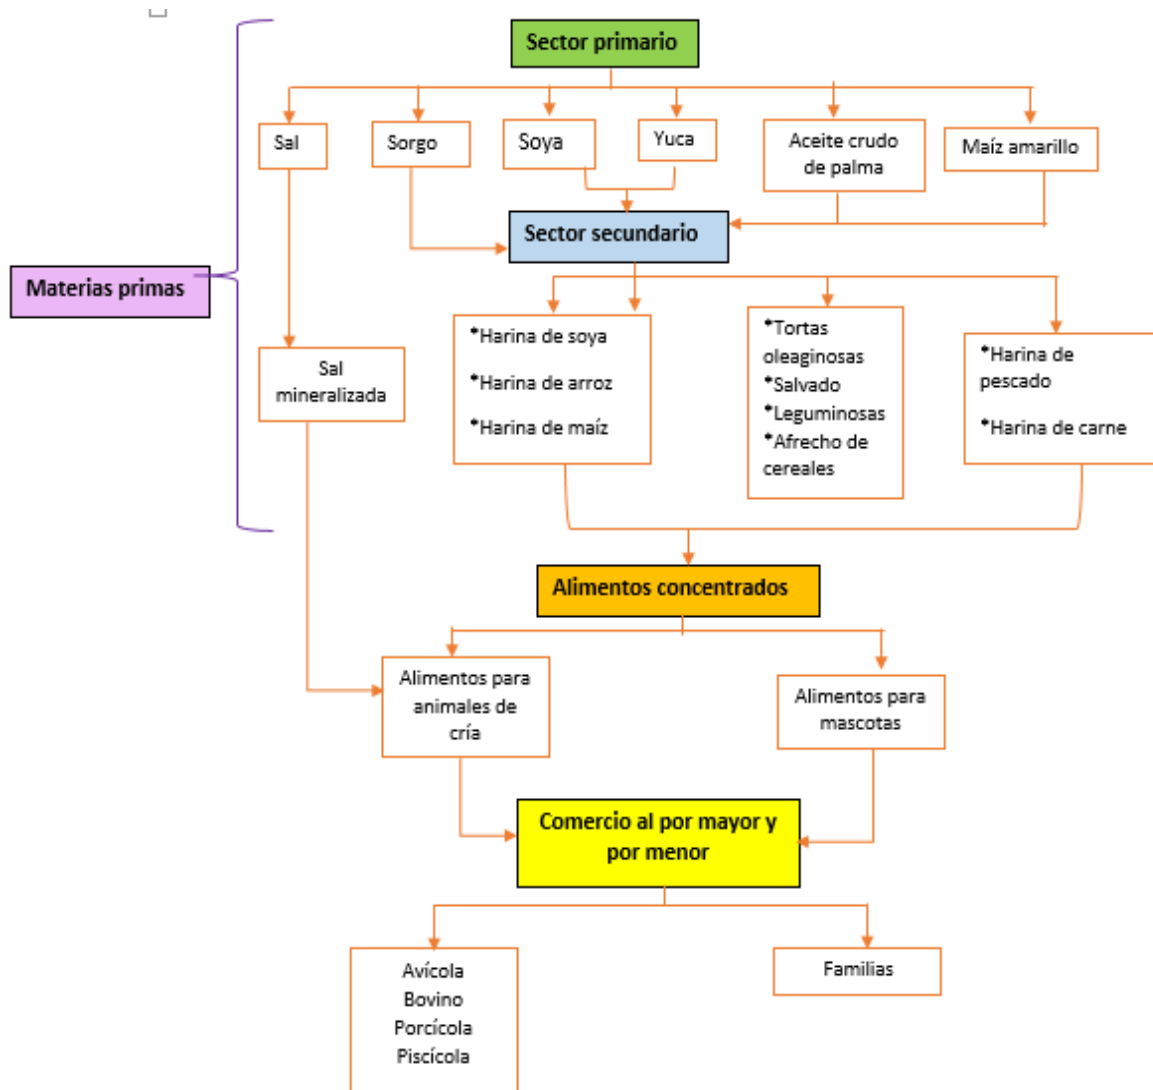 Sector primario
Sal
Sorgo
Soya
Yuca
Aceite crudo
de palma
Maíz amarillo
Sector secundario
Materias primas
Sal
mineralizada
*Harina de soya
*Harina de arroz
*Harina de maíz
*Tortas
oleaginosas
*Salvado
*Leguminosas
*Afrecho de
cereales
*Harina de
pescado
*Harina de carne
Alimentos concentrados
Alimentos para
animales de
cría
Alimentos para
mascotas
Comercio al por mayor y
por menor
Avícola
Bovino
Porcícola
Piscícola
Familias